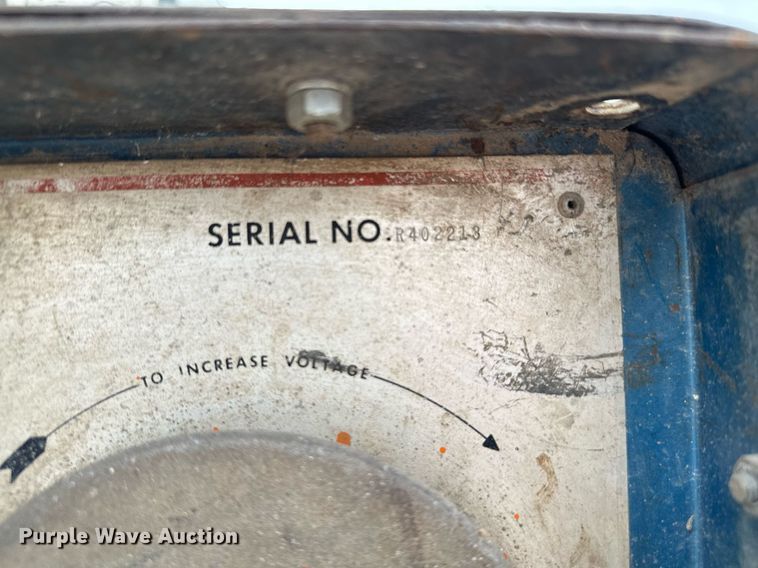 SERIAL NO. R402213
TO INCREASE VOLTAGE
Purple Wave Auction